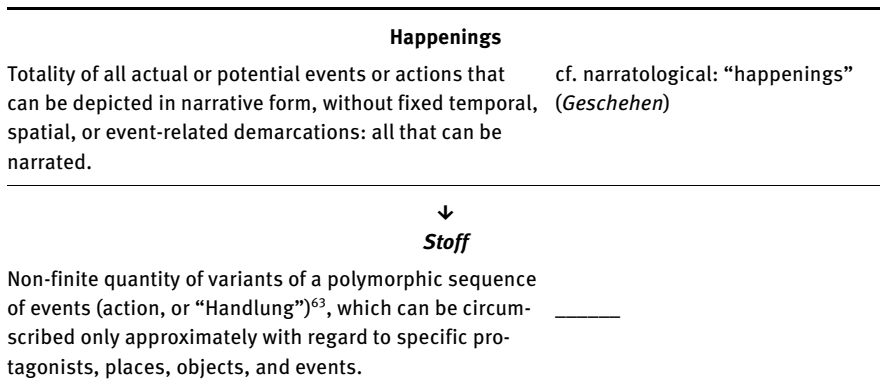 Happenings
Totality of all actual or potential events or actions that cf. narratological: “happenings”
can be depicted in narrative form, without fixed temporal, (Geschehen)
spatial, or event-related demarcations: all that can be
narrated.
↓
Stoff
Non-finite quantity of variants of a polymorphic sequence
of events (action, or “Handlung”)⁶³, which can be circum- ______
scribed only approximately with regard to specific pro-
tagonists, places, objects, and events.